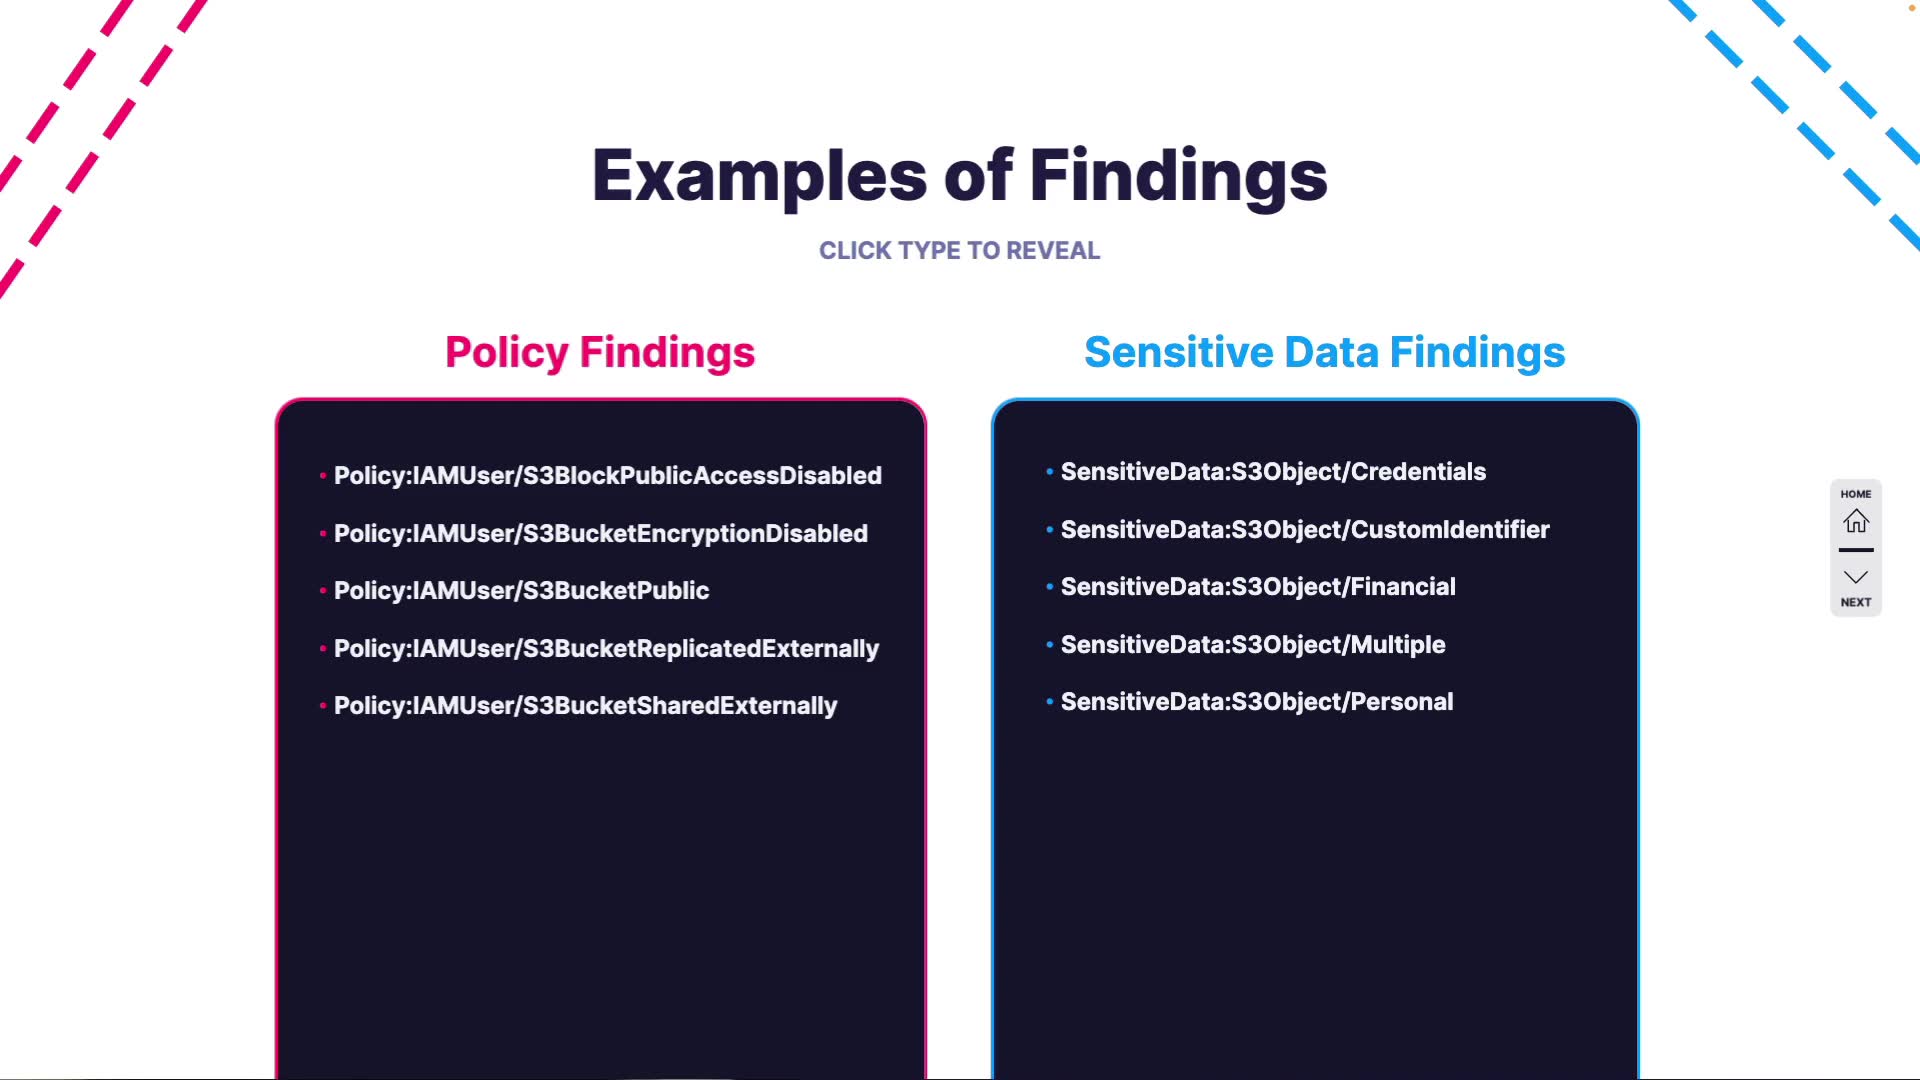 Examples of Findings
CLICK TYPE TO REVEAL
Policy Findings
• Policy:IAMUser/S3BlockPublicAccessDisabled
• Policy:IAMUser/S3BucketEncryptionDisabled
• Policy:IAMUser/S3BucketPublic
• Policy:IAMUser/S3BucketReplicatedExternally
• Policy:IAMUser/S3BucketSharedExternally
Sensitive Data Findings
• SensitiveData:S3Object/Credentials
• SensitiveData:S3Object/CustomIdentifier
• SensitiveData:S3Object/Financial
• SensitiveData:S3Object/Multiple
• SensitiveData:S3Object/Personal
HOME
NEXT